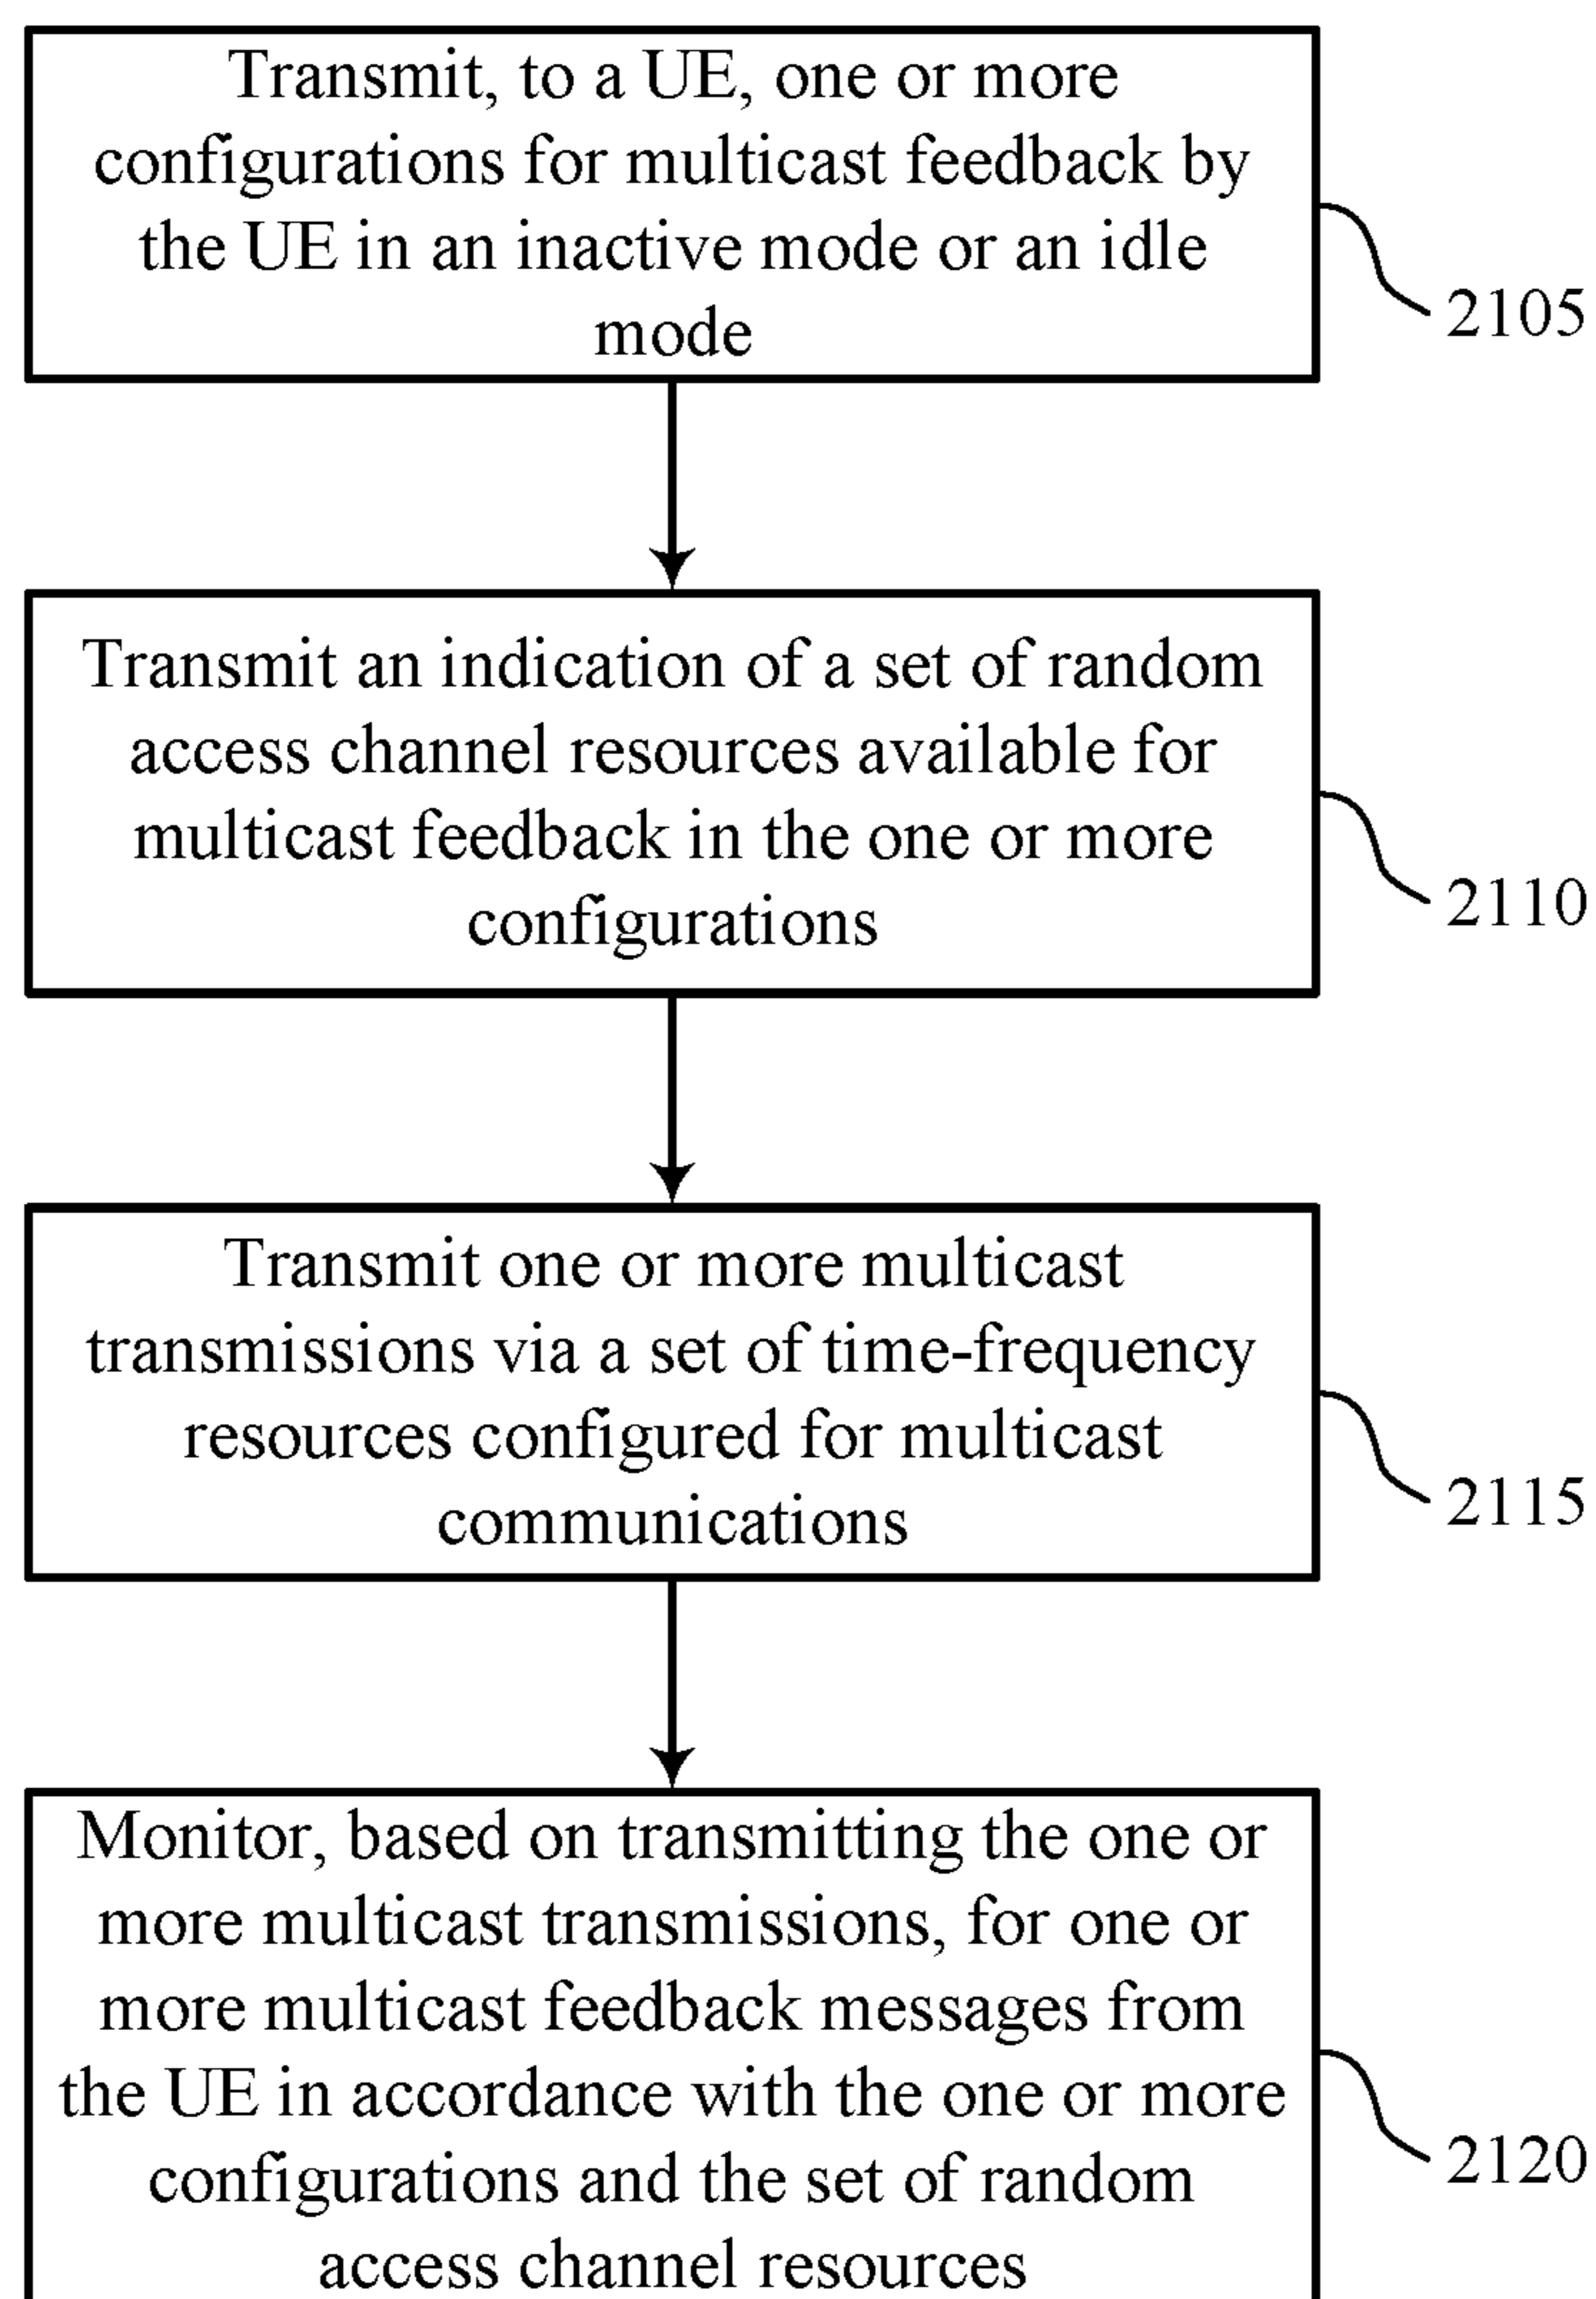 Transmit, to a UE, one or more
configurations for multicast feedback by
the UE in an inactive mode or an idle
mode
2105
Transmit an indication of a set of random
access channel resources available for
multicast feedback in the one or more
configurations
2110
Transmit one or more multicast
transmissions via a set of time-frequency
resources configured for multicast
communications
2115
Monitor, based on transmitting the one or
more multicast transmissions, for one or
more multicast feedback messages from
the UE in accordance with the one or more
configurations and the set of random
access channel resources
2120